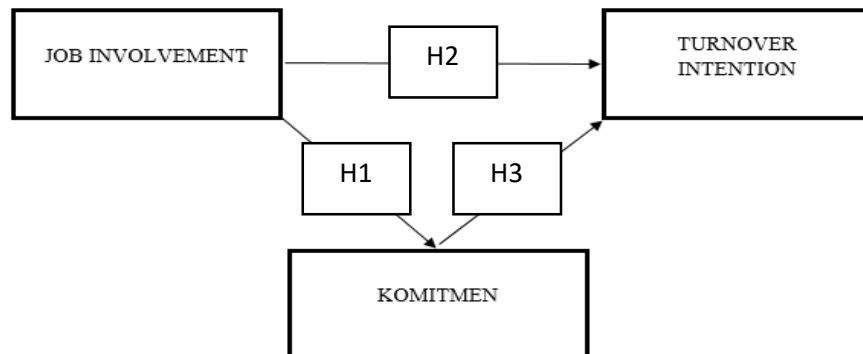 JOB INVOLVEMENT
H2
TURNOVER
INTENTION
H1
H3
KOMITMEN